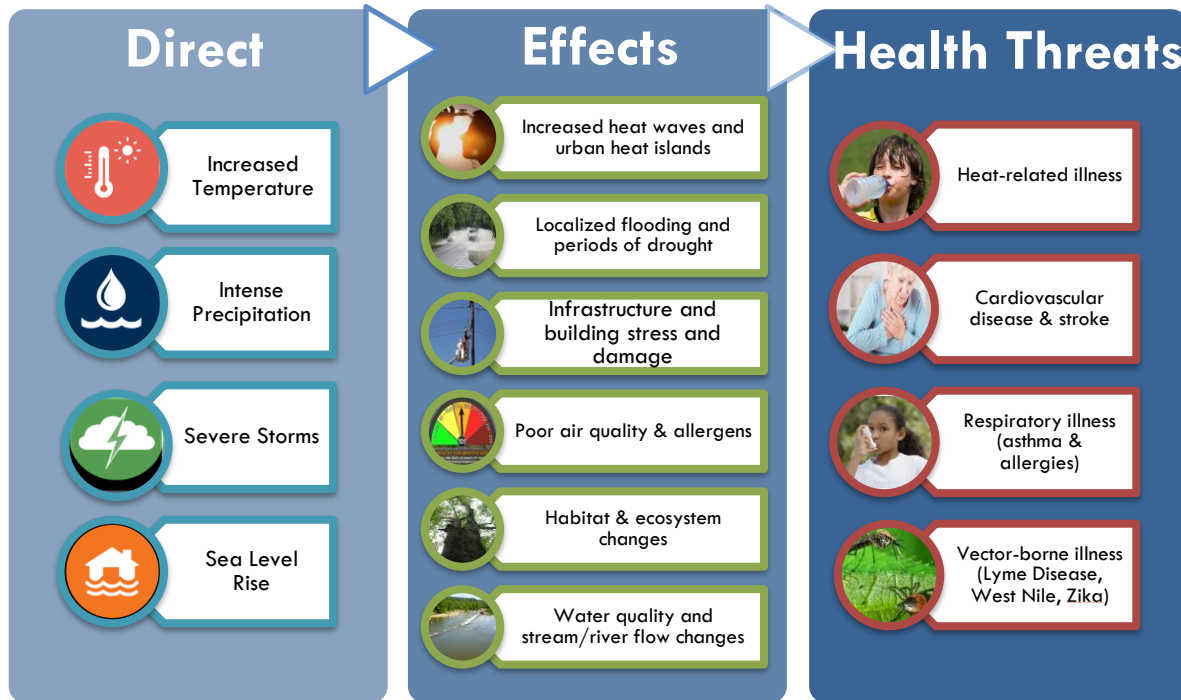 Direct
Increased
Temperature
Intense
Precipitation
Severe Storms
Sea Level
Rise
Effects
Increased heat waves and
urban heat islands
Localized flooding and
periods of drought
Infrastructure and
building stress and
damage
Poor air quality & allergens
Habitat & ecosystem
changes
Water quality and
stream/river flow changes
Health Threats
Heat-related illness
Cardiovascular
disease & stroke
Respiratory illness
(asthma &
allergies)
Vector-borne illness
(Lyme Disease,
West Nile, Zika)